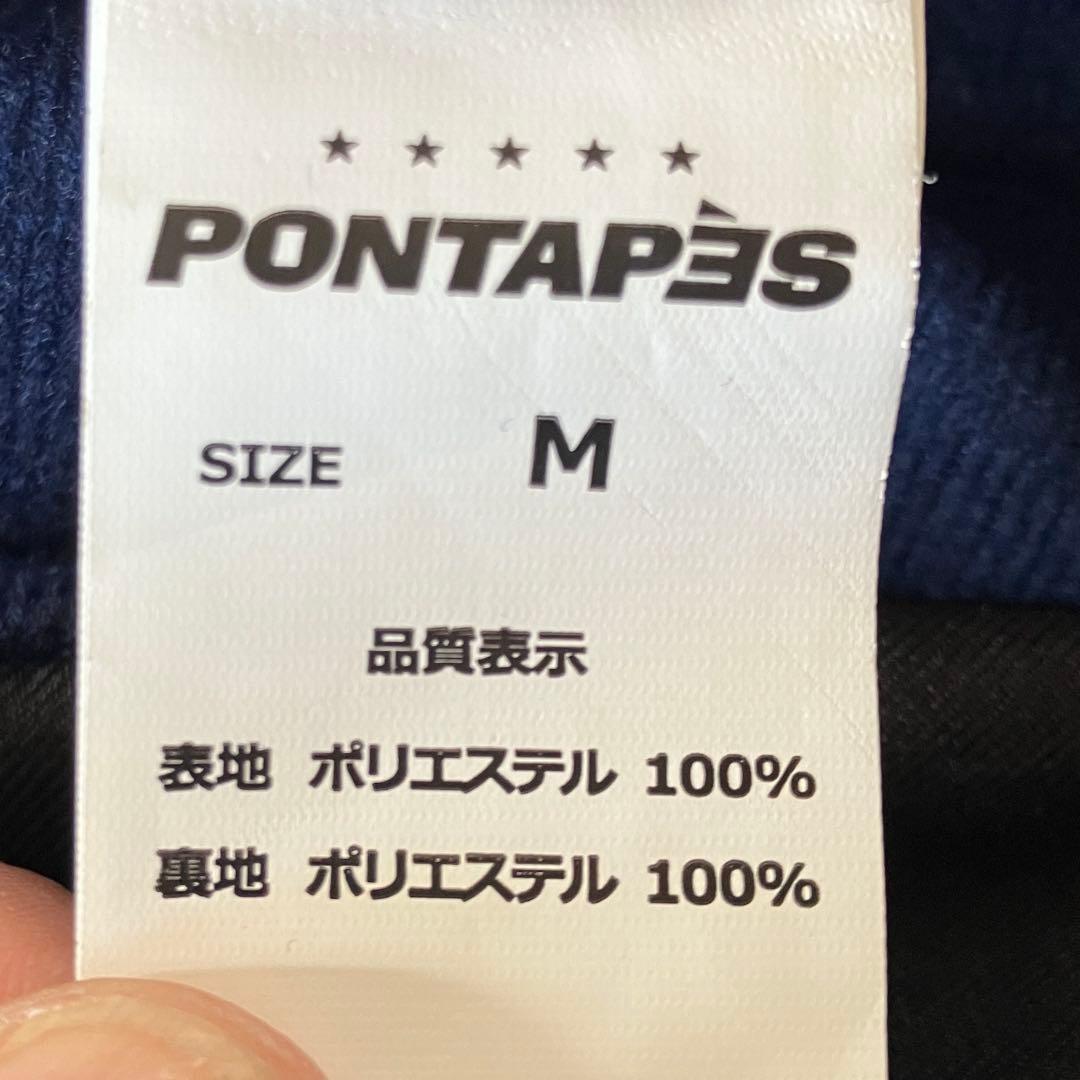 ★ ★ ★ ★ ★
PONTAPÈS
SIZE M
品質表示
表地 ポリエステル 100%
裏地 ポリエステル 100%